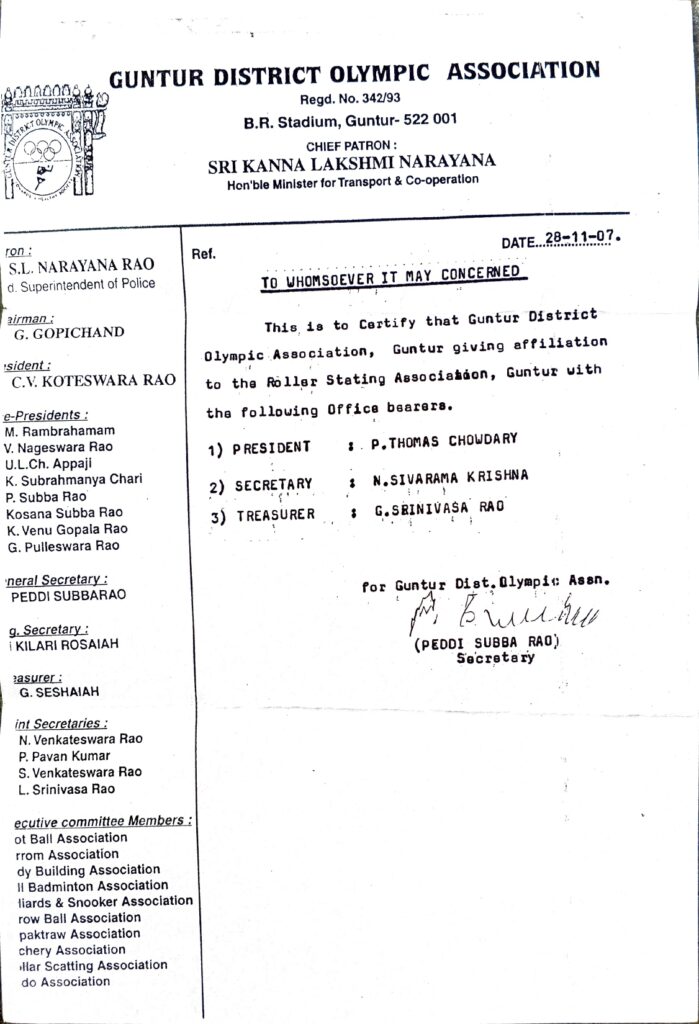 GUNTUR DISTRICT OLYMPIC ASSOCIATION
Regd. No. 342/93
B.R. Stadium, Guntur- 522 001
CHIEF PATRON :
SRI KANNA LAKSHMI NARAYANA
Hon'ble Minister for Transport & Co-operation
GUNTUR DISTRICT OLYMPIC ASSOCIATION
ron :
S.L. NARAYANA RAO
d. Superintendent of Police
airman :
G. GOPICHAND
sident :
C.V. KOTESWARA RAO
e-Presidents :
M. Rambrahamam
V. Nageswara Rao
U.L.Ch. Appaji
K. Subrahmanya Chari
P. Subba Rao
Kosana Subba Rao
K. Venu Gopala Rao
G. Pulleswara Rao
neral Secretary :
PEDDI SUBBARAO
g. Secretary :
KILARI ROSAIAH
easurer :
G. SESHAIAH
int Secretaries :
N. Venkateswara Rao
P. Pavan Kumar
S. Venkateswara Rao
L. Srinivasa Rao
ecutive committee Members :
ot Ball Association
rrom Association
dy Building Association
ll Badminton Association
lliards & Snooker Association
row Ball Association
paktraw Association
chery Association
ollar Scatting Association
do Association
Ref.
DATE...28-11-07.
TO WHOMSOEVER IT MAY CONCERNED
This is to Certify that Guntur District
Olympic Association, Guntur giving affiliation
to the Roller Stating Association, Guntur with
the following Office bearers.
1) PRESIDENT : P.THOMAS CHOWDARY
2) SECRETARY : N.SIVARAMA KRISHNA
3) TREASURER : G.SRINIVASA RAO
for Guntur Dist.Olympic Assn.
(PEDDI SUBBA RAO)
Secretary